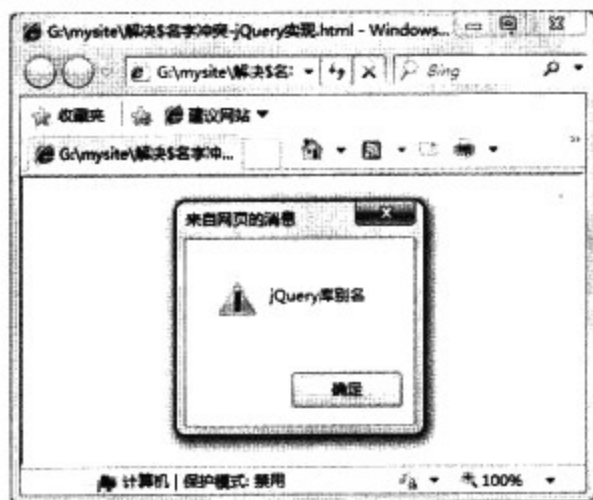 G:\mysite\解决$名字冲突-jQuery实现.html - Windows...
G:\mysite\解决$名:
Bing
收藏夹
建议网站
G:\mysite\解决$名字冲...
来自网页的消息
jQuery库别名
确定
计算机 | 保护模式: 禁用
100%